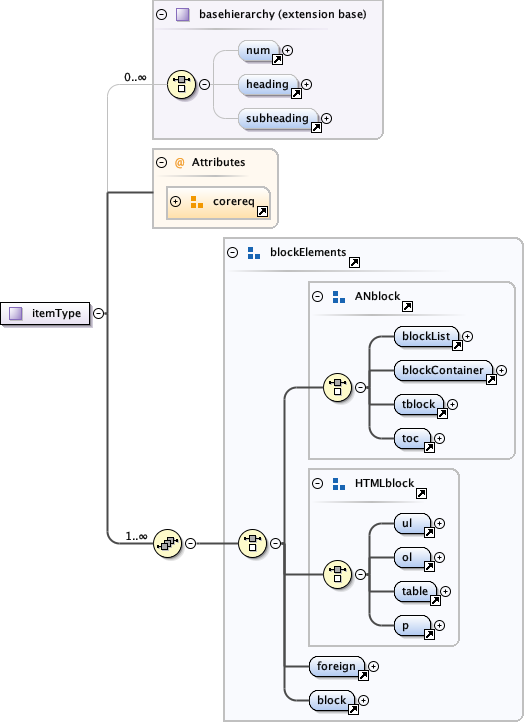 basehierarchy (extension base)
num
0..∞
heading
subheading
@ Attributes
corereq
blockElements
ANblock
itemType
blockList
blockContainer
tblock
toc
HTMLblock
ul
1..∞
ol
table
p
foreign
block